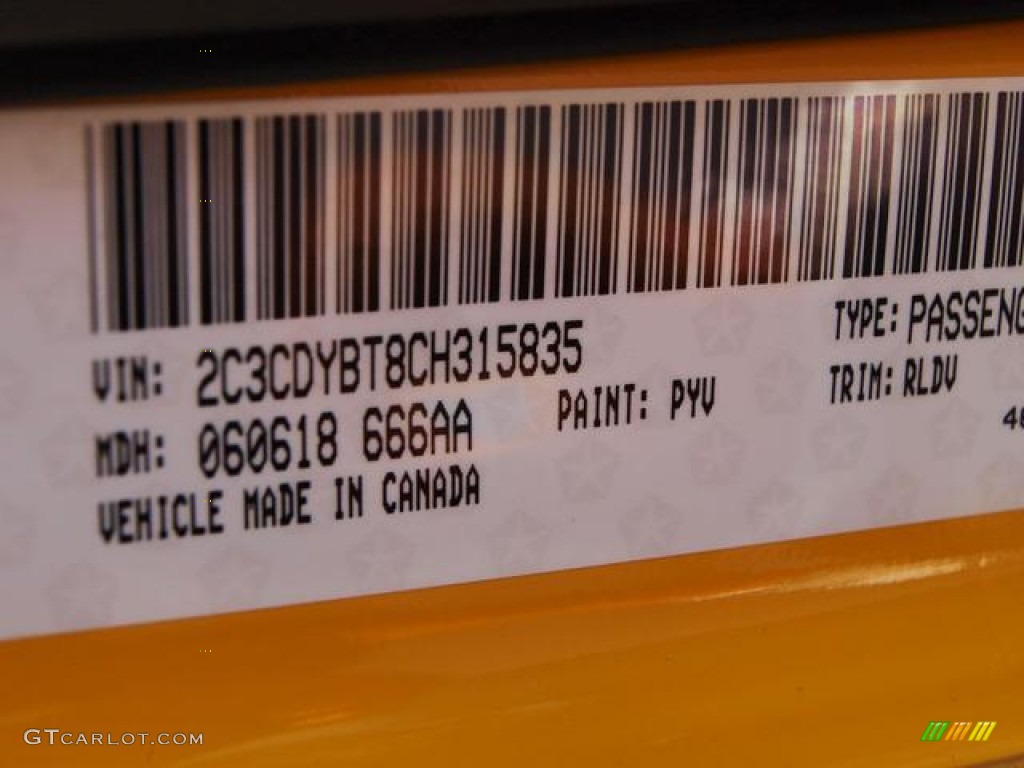 VIN: 2C3CDYBT8CH315835
TYPE: PASSENG
MDH: 060618 666AA
PAINT: PYV
TRIM: RLDV
VEHICLE MADE IN CANADA
GTCARLOT.COM